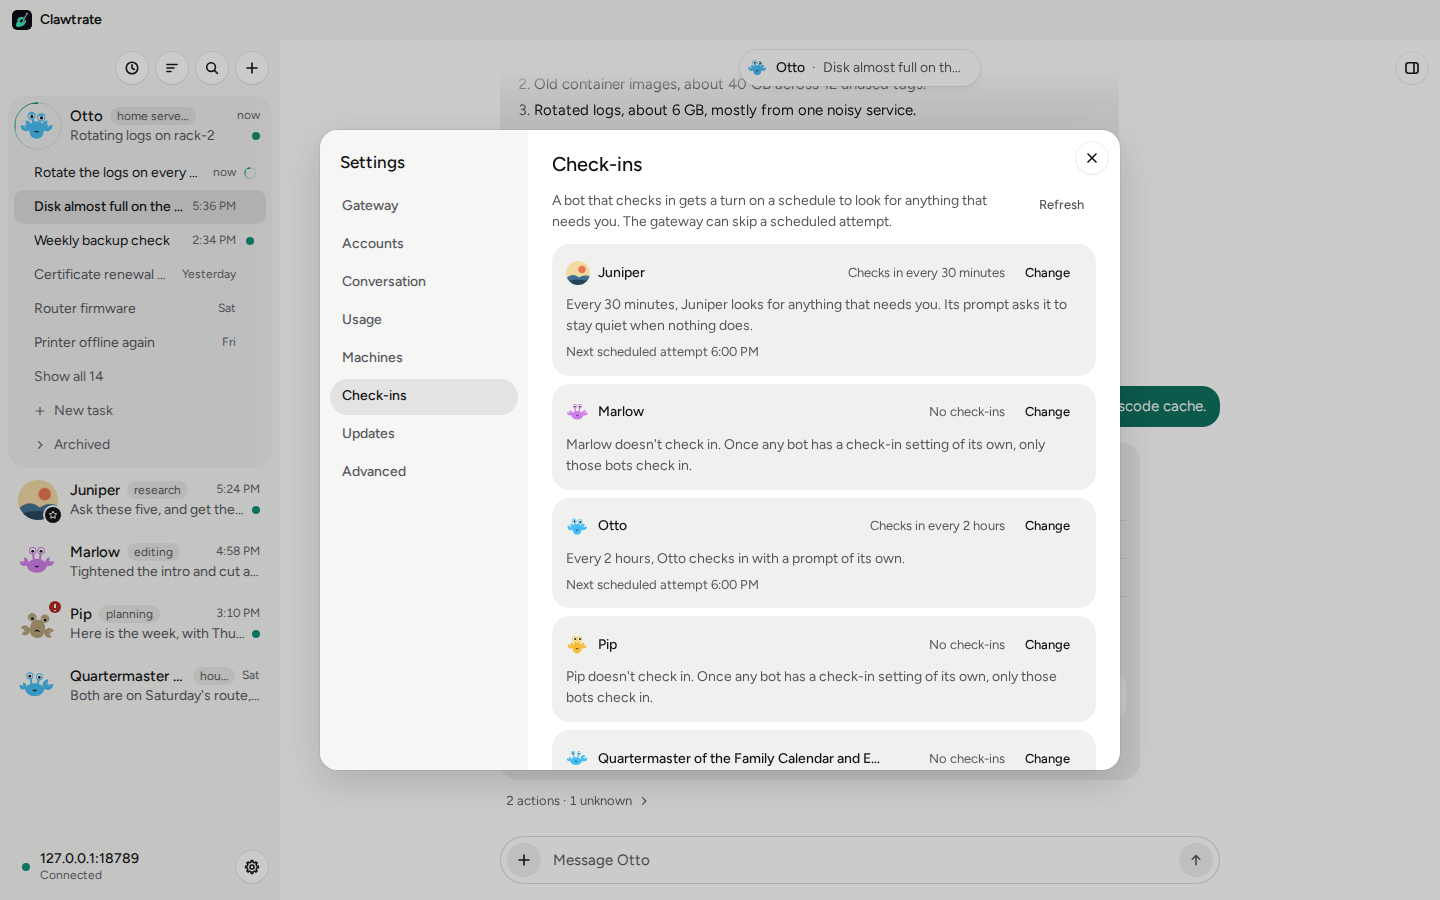 Clawtrate
Otto · Disk almost full on th...
Otto home serve... now
Rotating logs on rack-2
Rotate the logs on every ... now
Disk almost full on the ... 5:36 PM
Weekly backup check 2:34 PM
Certificate renewal ... Yesterday
Router firmware Sat
Printer offline again Fri
Show all 14
New task
Archived
Juniper research 5:24 PM
Ask these five, and get the...
Marlow editing 4:58 PM
Tightened the intro and cut a...
Pip planning 3:10 PM
Here is the week, with Thu...
Quartermaster ... hou... Sat
Both are on Saturday's route,...
127.0.0.1:18789
Connected
2. Old container images, about 40 GB across 12 unused tags.
3. Rotated logs, about 6 GB, mostly from one noisy service.
Settings
Gateway
Accounts
Conversation
Usage
Machines
Check-ins
Updates
Advanced
Check-ins
A bot that checks in gets a turn on a schedule to look for anything that
needs you. The gateway can skip a scheduled attempt.
Refresh
Juniper Checks in every 30 minutes Change
Every 30 minutes, Juniper looks for anything that needs you. Its prompt asks it to
stay quiet when nothing does.
Next scheduled attempt 6:00 PM
Marlow No check-ins Change
Marlow doesn't check in. Once any bot has a check-in setting of its own, only
those bots check in.
Otto Checks in every 2 hours Change
Every 2 hours, Otto checks in with a prompt of its own.
Next scheduled attempt 6:00 PM
Pip No check-ins Change
Pip doesn't check in. Once any bot has a check-in setting of its own, only those
bots check in.
Quartermaster of the Family Calendar and E... No check-ins Change
scode cache.
2 actions · 1 unknown
Message Otto